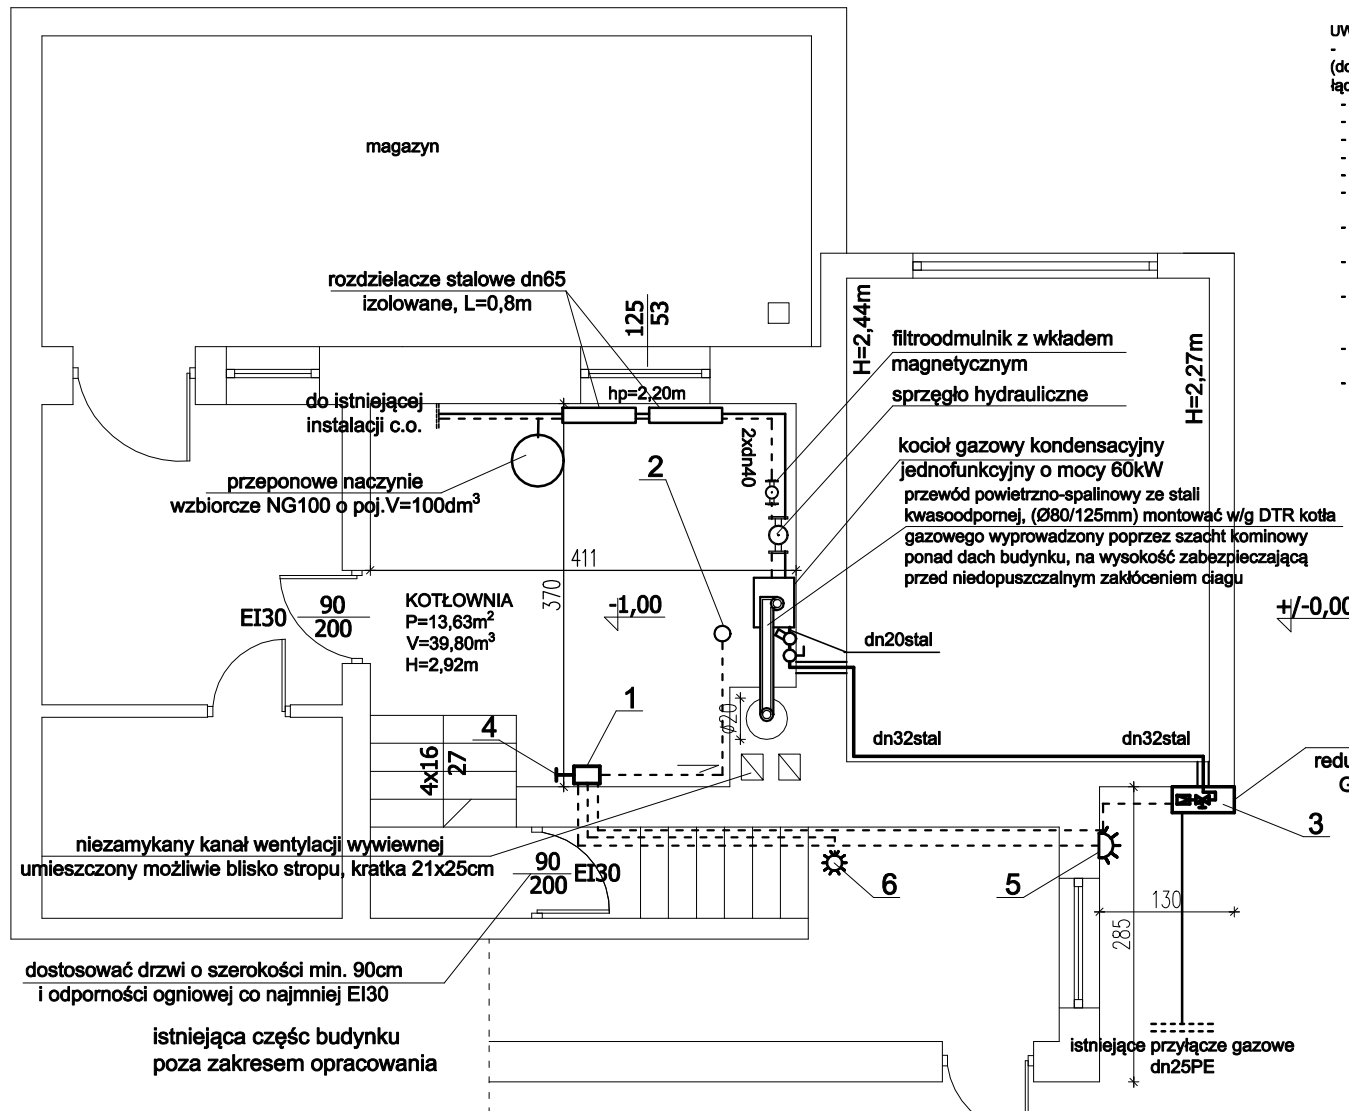 magazyn
rozdzielacze stalowe dn65
izolowane, L=0,8m
125
53
hp=2,20m
do istniejącej
instalacji c.o.
przeponowe naczynie
wzbiorcze NG100 o poj.V=100dm³
2xdn40
2
H=2,44m
H=2,27m
filtroodmulnik z wkładem
magnetycznym
sprzęgło hydrauliczne
kocioł gazowy kondensacyjny
jednofunkcyjny o mocy 60kW
przewód powietrzno-spalinowy ze stali
kwasoodpornej, (Ø80/125mm) montować w/g DTR kotła
gazowego wyprowadzony poprzez szacht kominowy
ponad dach budynku, na wysokość zabezpieczającą
przed niedopuszczalnym zakłóceniem ciagu
UW
-
(do
łąc
-
-
-
-
-
-
-
-
-
-
-
411
370
EI30
90
200
KOTŁOWNIA
P=13,63m²
V=39,80m³
H=2,92m
-1,00
+/-0,00
dn20stal
1
4
4x16
27
ø20
dn32stal
dn32stal
redu
G
3
niezamykany kanał wentylacji wywiewnej
umieszczony możliwie blisko stropu, kratka 21x25cm
90
200
EI30
6
5
130
285
dostosować drzwi o szerokości min. 90cm
i odporności ogniowej co najmniej EI30
istniejąca częśc budynku
poza zakresem opracowania
istniejące przyłącze gazowe
dn25PE